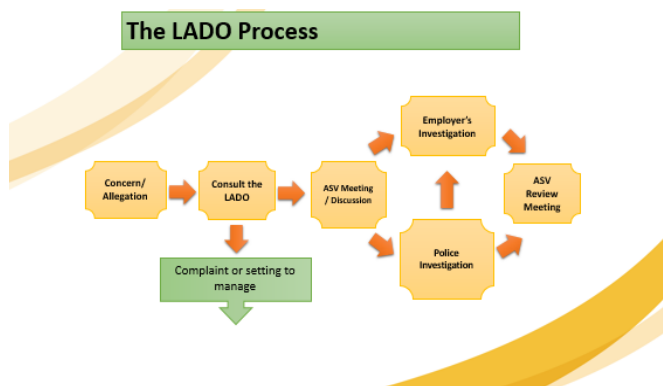 The LADO Process
Concern/
Allegation
Consult the
LADO
ASV Meeting
/ Discussion
Employer's
Investigation
Police
Investigation
ASV
Review
Meeting
Complaint or setting to
manage